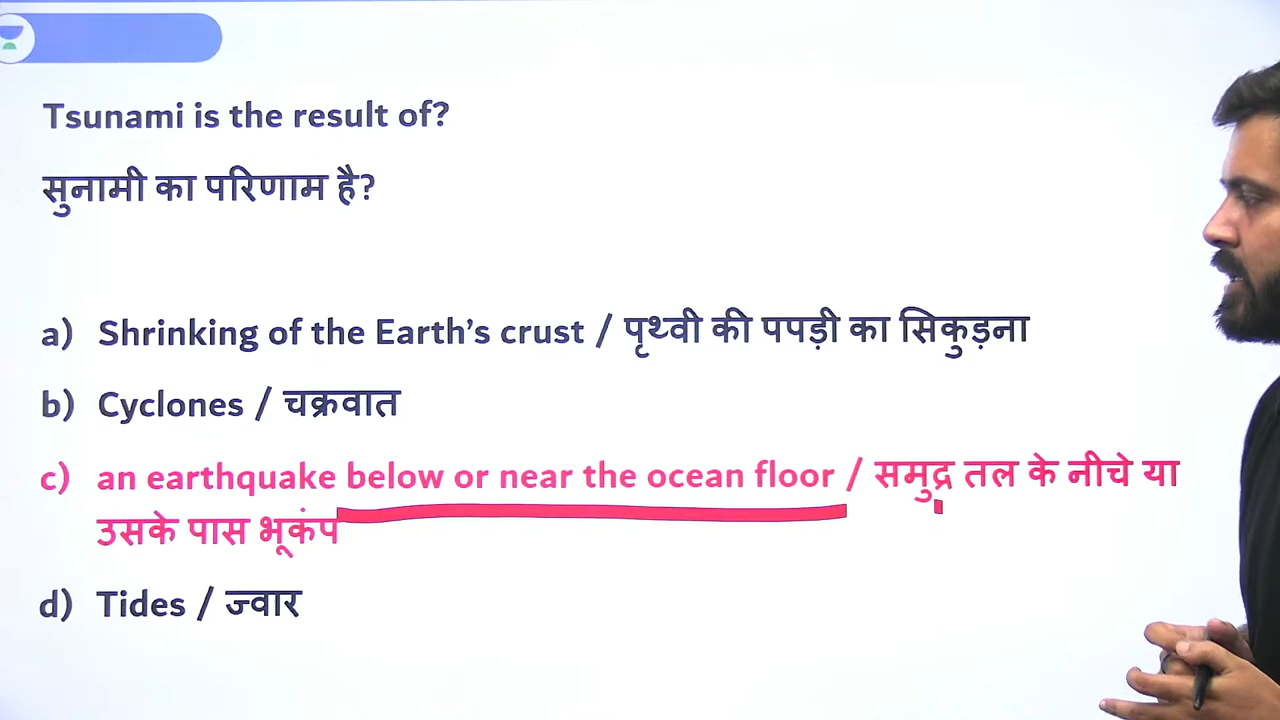 Tsunami is the result of?
सुनामी का परिणाम है?
a) Shrinking of the Earth's crust / पृथ्वी की पपड़ी का सिकुड़ना
b) Cyclones / चक्रवात
c) an earthquake below or near the ocean floor / समुद्र तल के नीचे या
उसके पास भूकंप
d) Tides / ज्वार